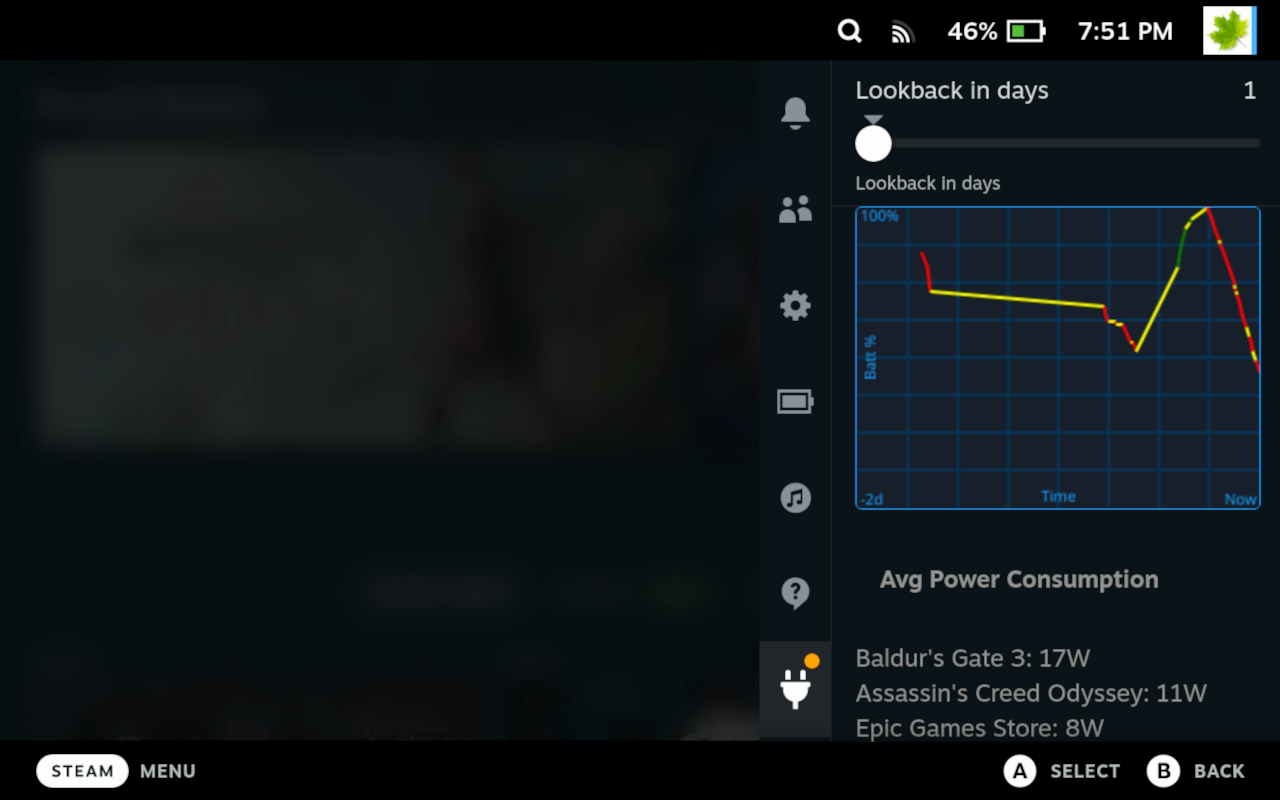 46% 7:51 PM
Lookback in days 1
Lookback in days
100%
Batt %
-2d Time Now
Avg Power Consumption
Baldur's Gate 3: 17W
Assassin's Creed Odyssey: 11W
Epic Games Store: 8W
STEAM MENU A SELECT B BACK